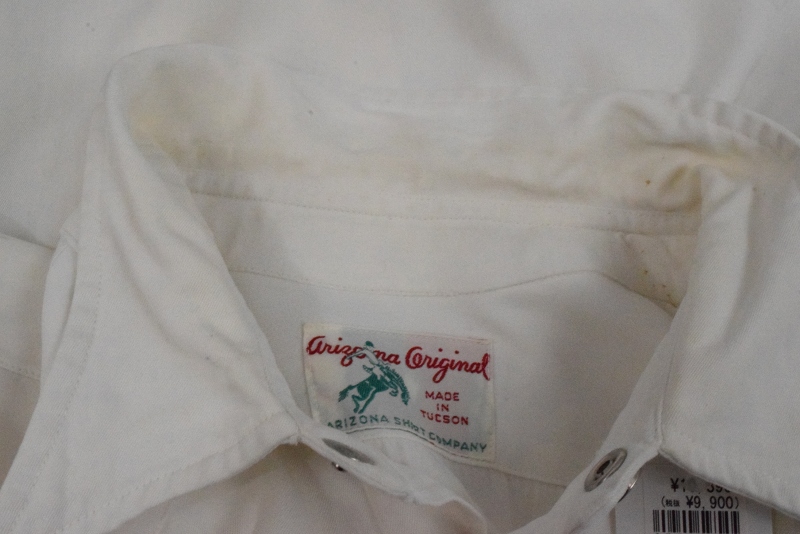 Arizona Original
MADE
IN
TUCSON
ARIZONA SHIRT COMPANY
(税抜 ¥9,900)